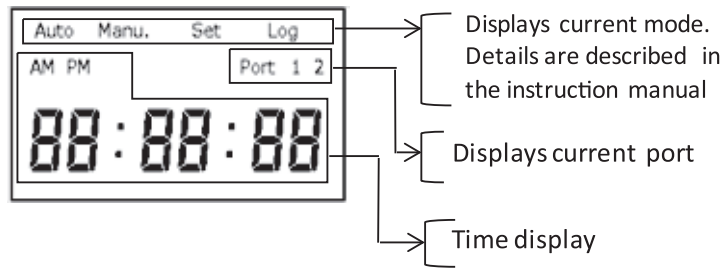 Auto Manu. Set Log
AM PM
Port 1 2
88:88:88
Displays current mode.
Details are described in
the instruction manual
Displays current port
Time display